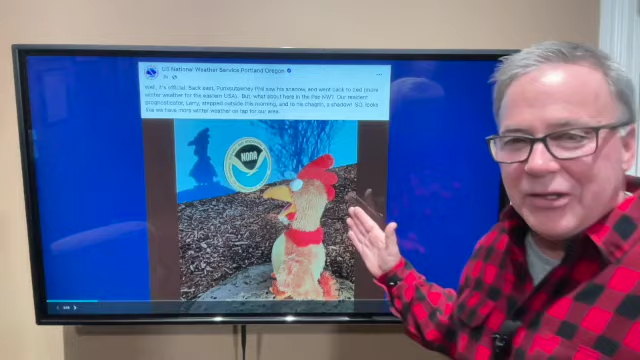 US National Weather Service Portland Oregon
Well, it's official. Back east, Punxsutawney Phil saw his shadow, and went back to bed (more
winter weather for the eastern USA). But, what about here in the Pac NW? Our resident
prognosticator, Larry, stepped outside this morning, and to his chagrin, a shadow! SO, looks
like we have more winter weather on tap for our area.
NOAA